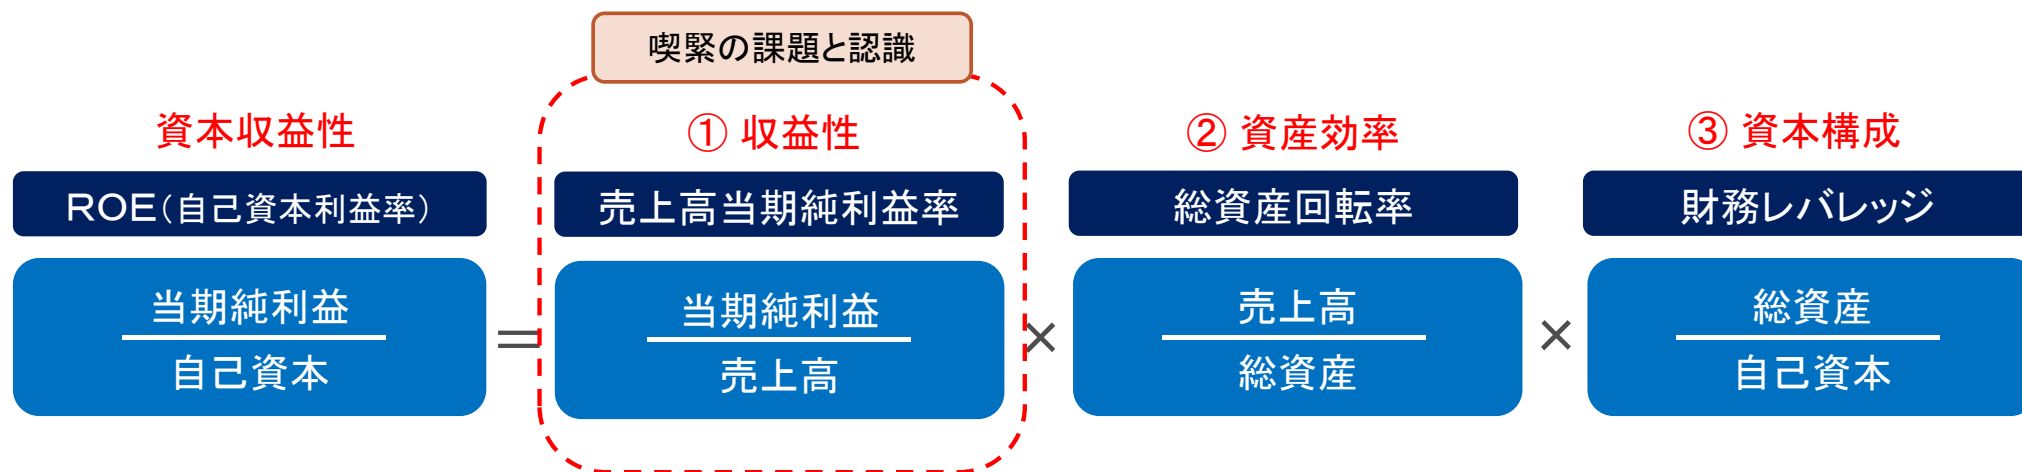 喫緊の課題と認識
資本収益性
① 収益性
② 資産効率
③ 資本構成
ROE（自己資本利益率）
売上高当期純利益率
総資産回転率
財務レバレッジ
当期純利益
自己資本
＝
当期純利益
売上高
×
売上高
総資産
×
総資産
自己資本